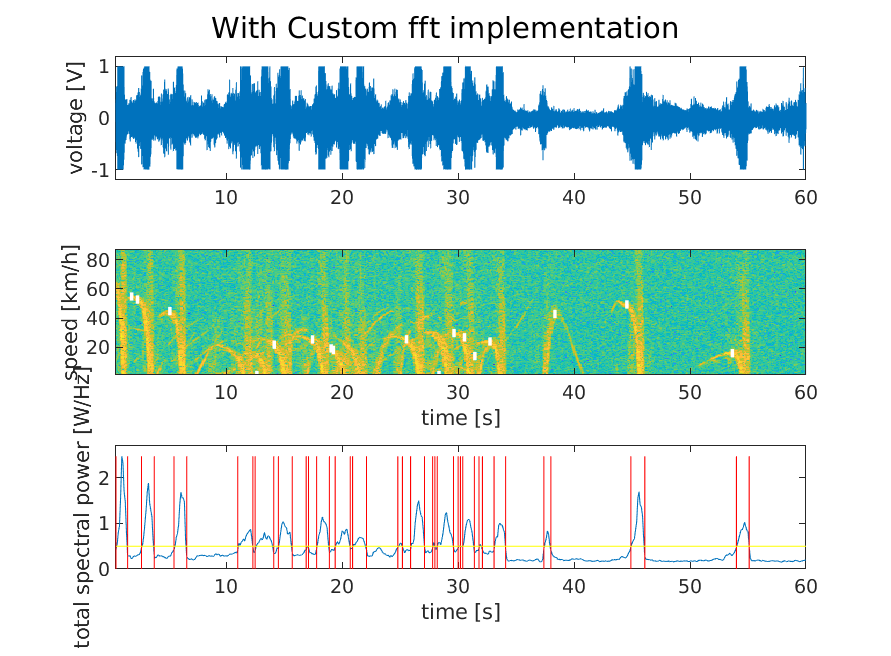 With Custom fft implementation
voltage [V]
1
0
-1
10 20 30 40 50 60
speed [km/h]
80
60
40
20
10 20 30 40 50 60
time [s]
total spectral power [W/Hz]
2
1
0
10 20 30 40 50 60
time [s]